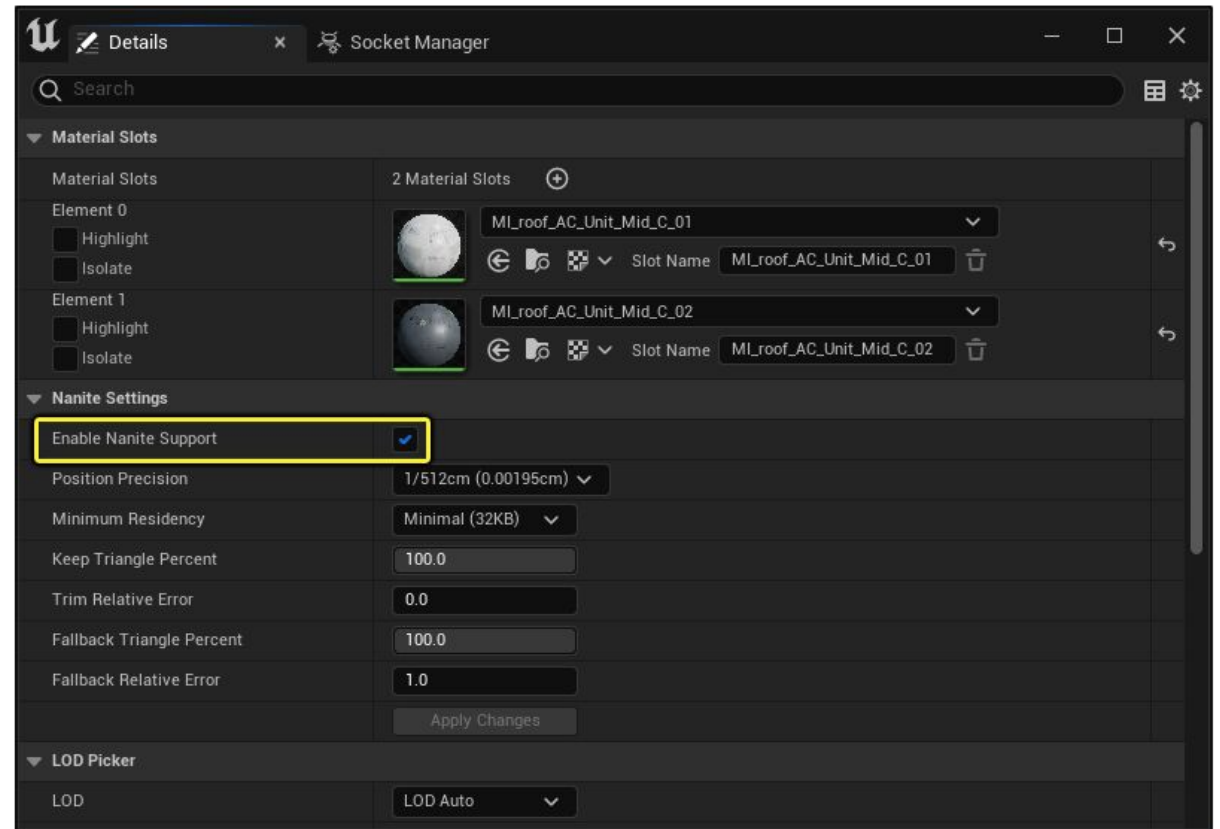 Details
Socket Manager
Search
Material Slots
Material Slots 2 Material Slots
Element 0
MI_roof_AC_Unit_Mid_C_01
Highlight
Isolate
Slot Name MI_roof_AC_Unit_Mid_C_01
Element 1
MI_roof_AC_Unit_Mid_C_02
Highlight
Isolate
Slot Name MI_roof_AC_Unit_Mid_C_02
Nanite Settings
Enable Nanite Support
Position Precision 1/512cm (0.00195cm)
Minimum Residency Minimal (32KB)
Keep Triangle Percent 100.0
Trim Relative Error 0.0
Fallback Triangle Percent 100.0
Fallback Relative Error 1.0
Apply Changes
LOD Picker
LOD LOD Auto